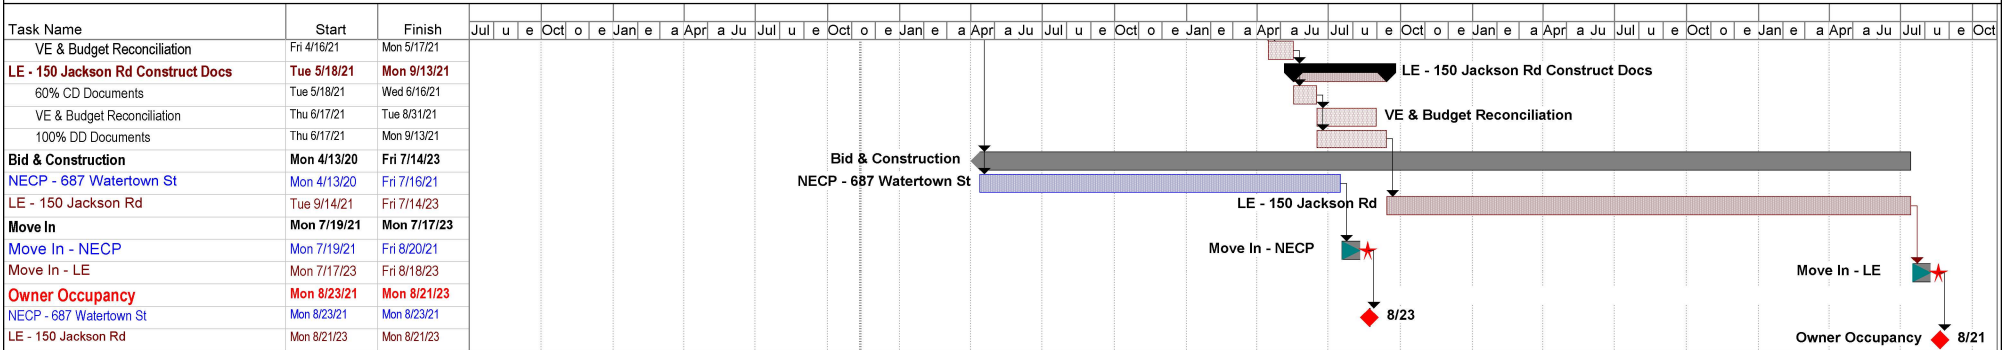 Task Name Start Finish Jul u e Oct o e Jan e a Apr a Ju Jul u e Oct o e Jan e a Apr a Ju Jul u e Oct o e Jan e a Apr a Ju Jul u e Oct o e Jan e a Apr a Ju Jul u e Oct o e Jan e a Apr a Ju Jul u e Oct o e Jan e a Apr a Ju Jul u e Oct
VE & Budget Reconciliation Fri 4/16/21 Mon 5/17/21
LE - 150 Jackson Rd Construct Docs Tue 5/18/21 Mon 9/13/21 LE - 150 Jackson Rd Construct Docs
60% CD Documents Tue 5/18/21 Wed 6/16/21
VE & Budget Reconciliation Thu 6/17/21 Tue 8/31/21 VE & Budget Reconciliation
100% DD Documents Thu 6/17/21 Mon 9/13/21
Bid & Construction Mon 4/13/20 Fri 7/14/23 Bid & Construction
NECP - 687 Watertown St Mon 4/13/20 Fri 7/16/21 NECP - 687 Watertown St
LE - 150 Jackson Rd Tue 9/14/21 Fri 7/14/23 LE - 150 Jackson Rd
Move In Mon 7/19/21 Mon 7/17/23
Move In - NECP Mon 7/19/21 Fri 8/20/21 Move In - NECP
Move In - LE Mon 7/17/23 Fri 8/18/23 Move In - LE
Owner Occupancy Mon 8/23/21 Mon 8/21/23
NECP - 687 Watertown St Mon 8/23/21 Mon 8/23/21 8/23
LE - 150 Jackson Rd Mon 8/21/23 Mon 8/21/23 Owner Occupancy 8/21